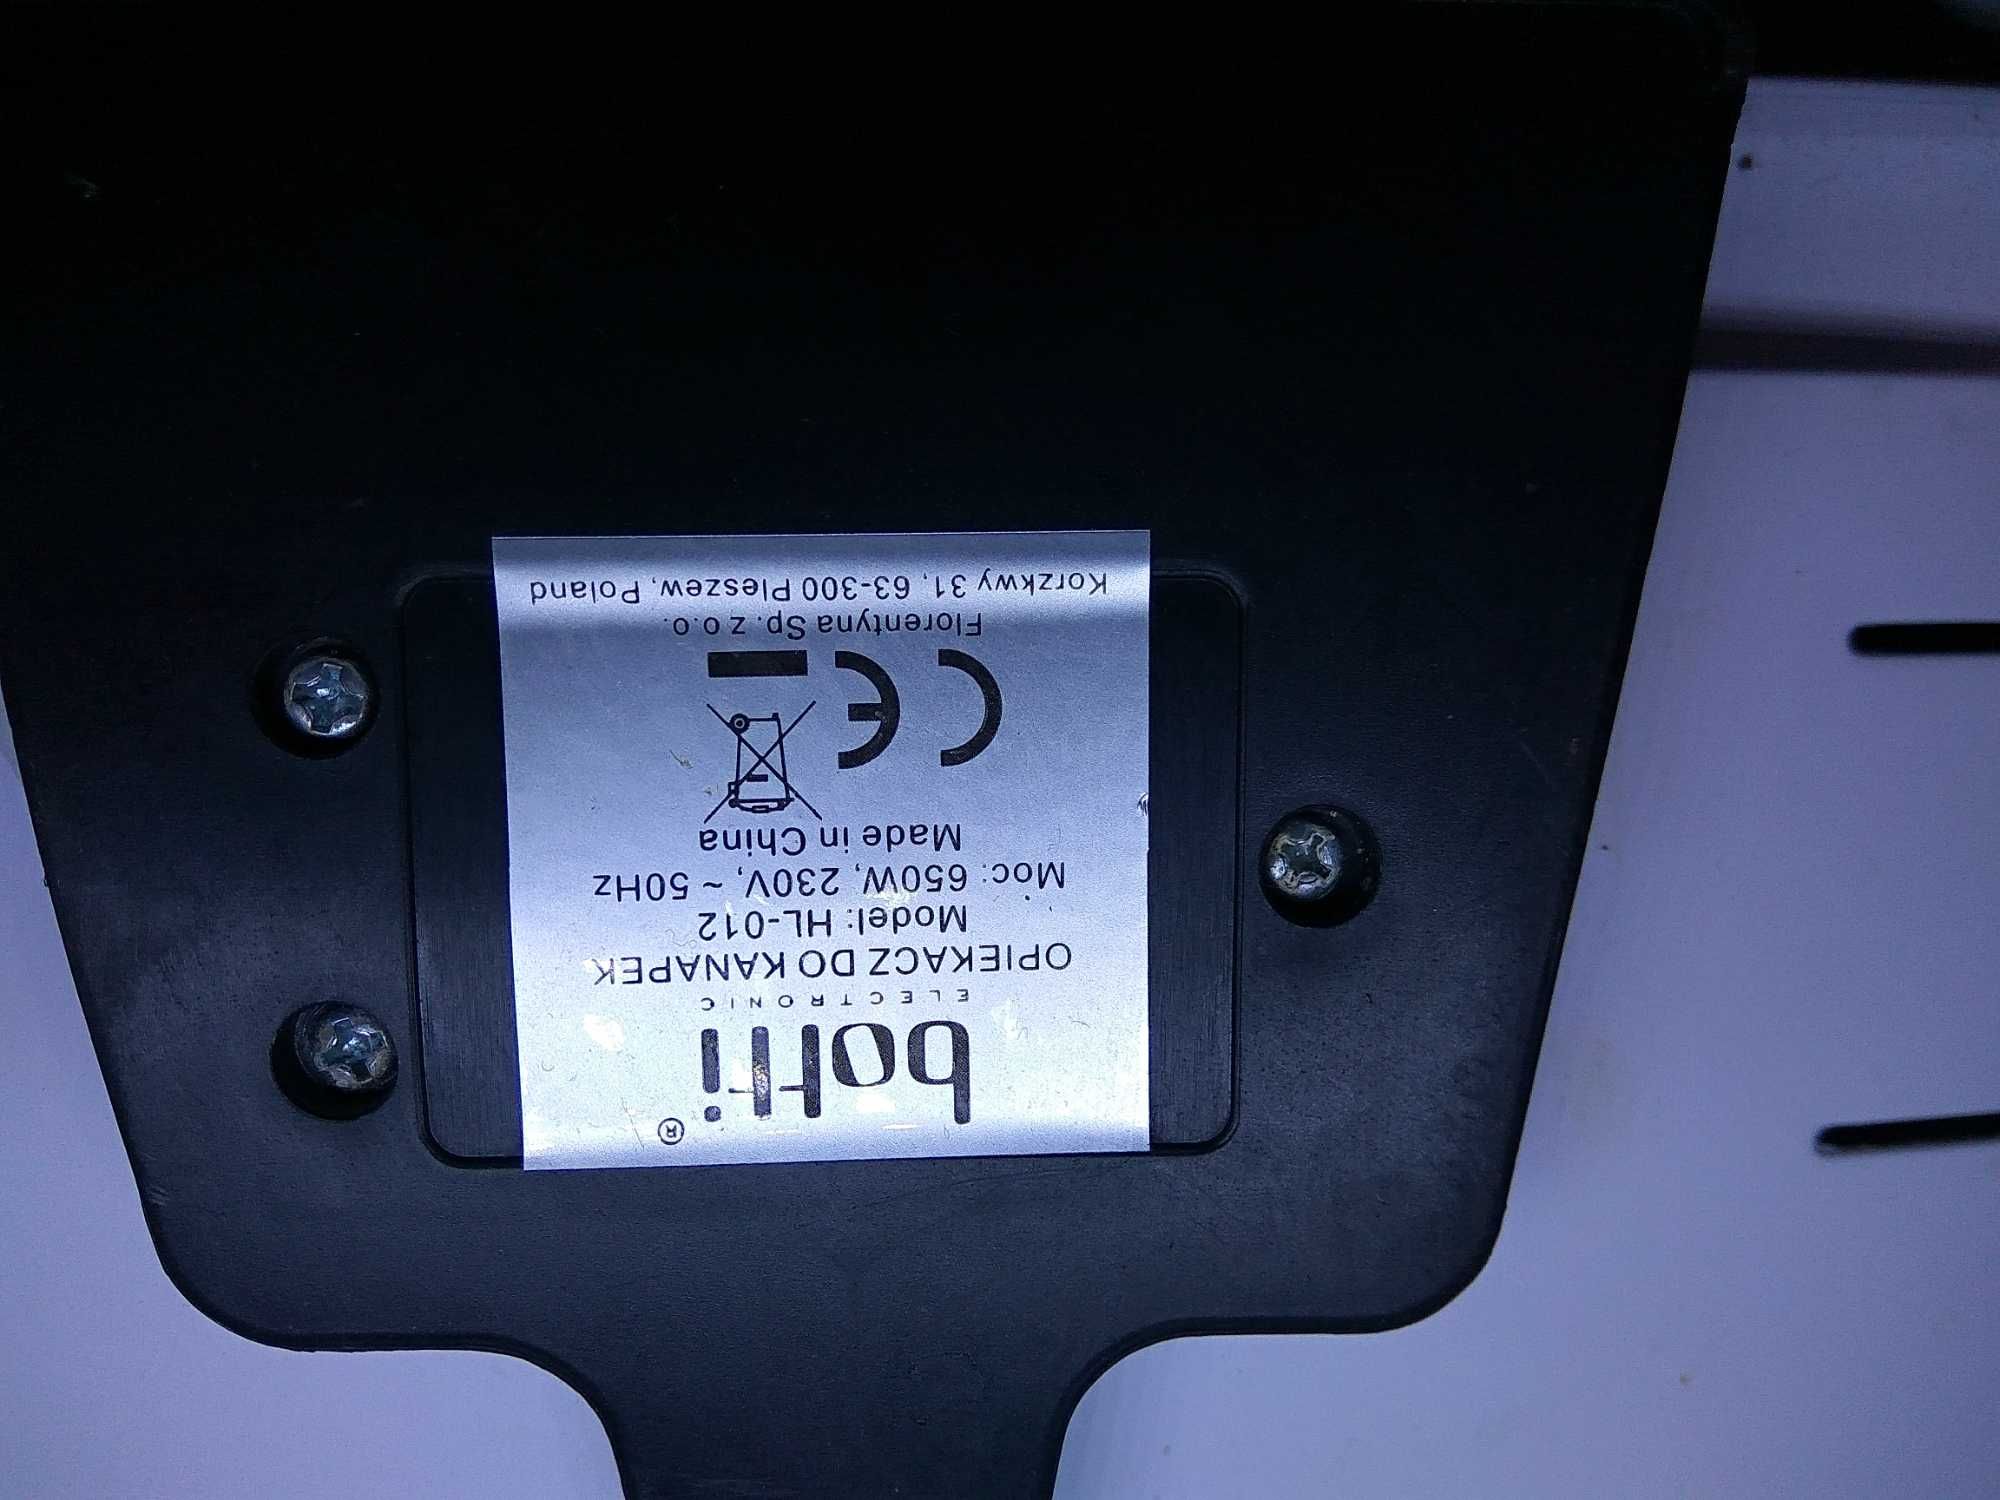 botti®
ELECTRONIC
OPIEKACZ DO KANAPEK
Model: HL-012
Moc: 650W, 230V, ~ 50Hz
Made in China
CE
Florentyna Sp. z o.o.
Korzkwy 31, 63-300 Pleszew, Poland